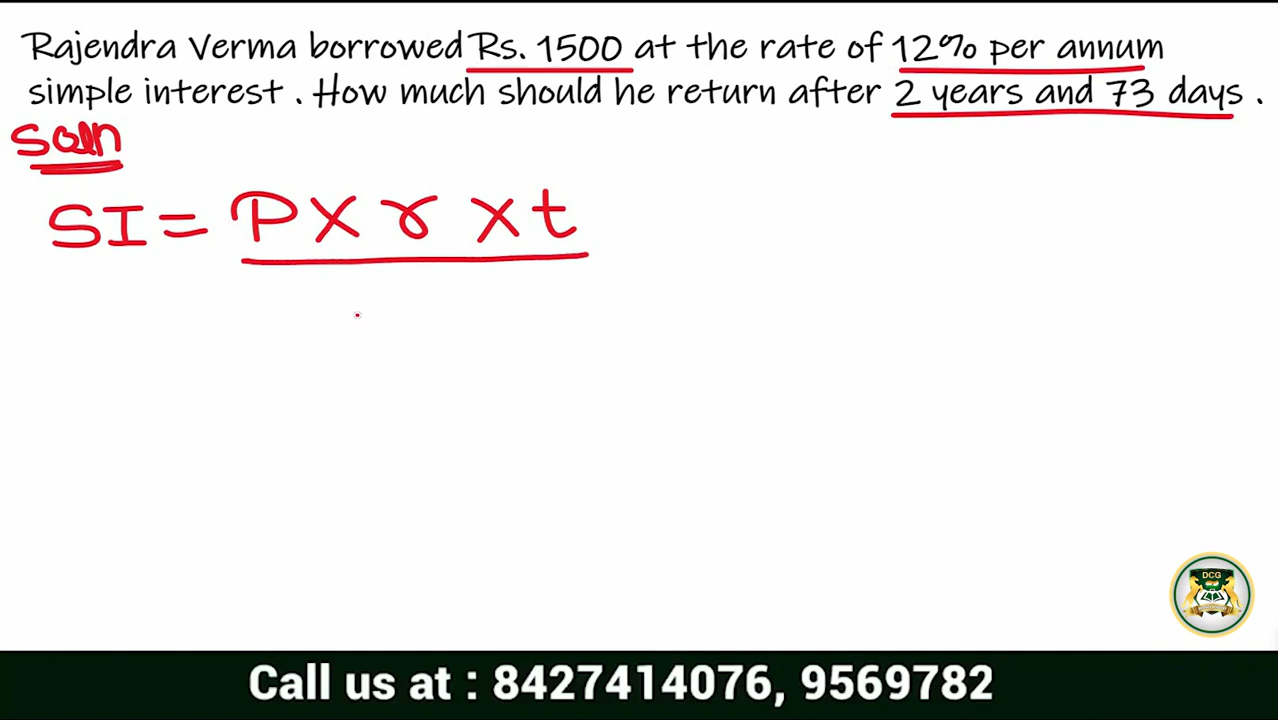 Rajendra Verma borrowed Rs. 1500 at the rate of 12% per annum
simple interest . How much should he return after 2 years and 73 days .
Soln
SI = P X r X t
DCG
Call us at : 8427414076, 9569782